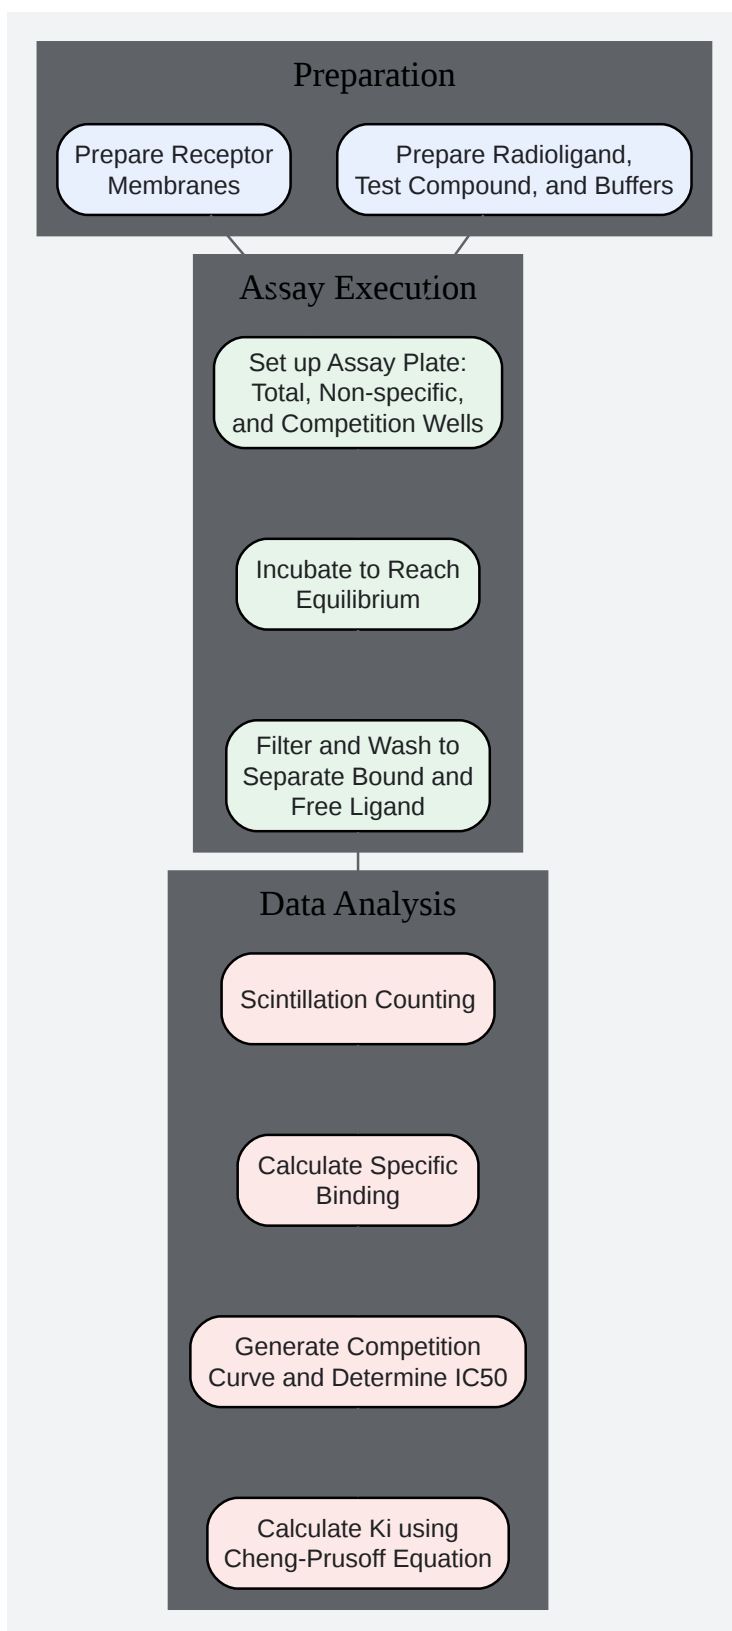 Preparation
Prepare Receptor
Membranes
Prepare Radioligand,
Test Compound, and Buffers
Assay Execution
Set up Assay Plate:
Total, Non-specific,
and Competition Wells
Incubate to Reach
Equilibrium
Filter and Wash to
Separate Bound and
Free Ligand
Data Analysis
Scintillation Counting
Calculate Specific
Binding
Generate Competition
Curve and Determine IC50
Calculate Ki using
Cheng-Prusoff Equation